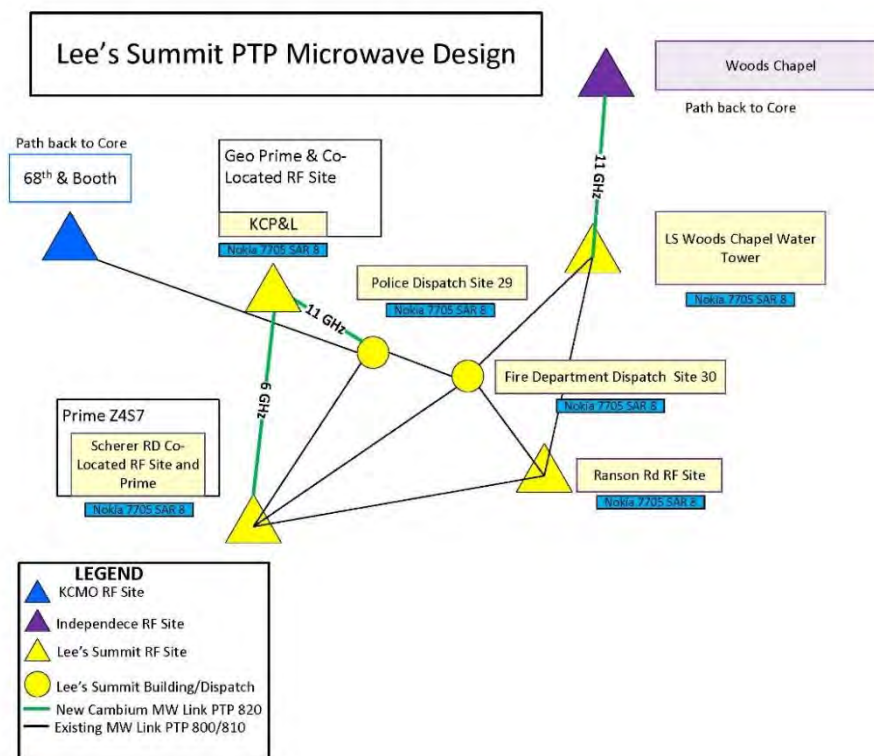 Lee's Summit PTP Microwave Design
Woods Chapel
Path back to Core
Path back to Core
68th & Booth
Geo Prime & Co-
Located RF Site
KCP&L
Nokia 7705 SAR 8
11 GHz
LS Woods Chapel Water
Tower
Nokia 7705 SAR 8
Police Dispatch Site 29
Nokia 7705 SAR 8
11 GHz
6 GHz
Fire Department Dispatch Site 30
Nokia 7705 SAR 8
Prime Z4S7
Scherer RD Co-
Located RF Site and
Prime
Nokia 7705 SAR 8
Ranson Rd RF Site
Nokia 7705 SAR 8
LEGEND
KCMO RF Site
Independece RF Site
Lee's Summit RF Site
Lee's Summit Building/Dispatch
New Cambium MW Link PTP 820
Existing MW Link PTP 800/810